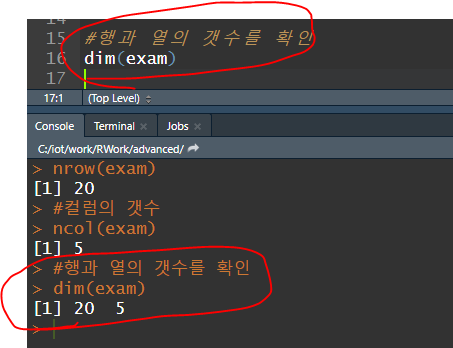 14
15 #행과 열의 갯수를 확인
16 dim(exam)
17
17:1 (Top Level)
Console Terminal Jobs
C:/iot/work/RWork/advanced/
> nrow(exam)
[1] 20
> #컬럼의 갯수
> ncol(exam)
[1] 5
> #행과 열의 갯수를 확인
> dim(exam)
[1] 20 5
>